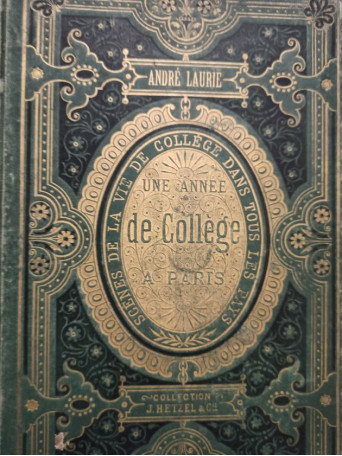 ANDRÉ LAURIE
SCÈNES DE LA VIE DE COLLÈGE DANS TOUS LES PAYS
UNE ANNÉE
de Collège
A PARIS
COLLECTION
J. HETZEL & Cie